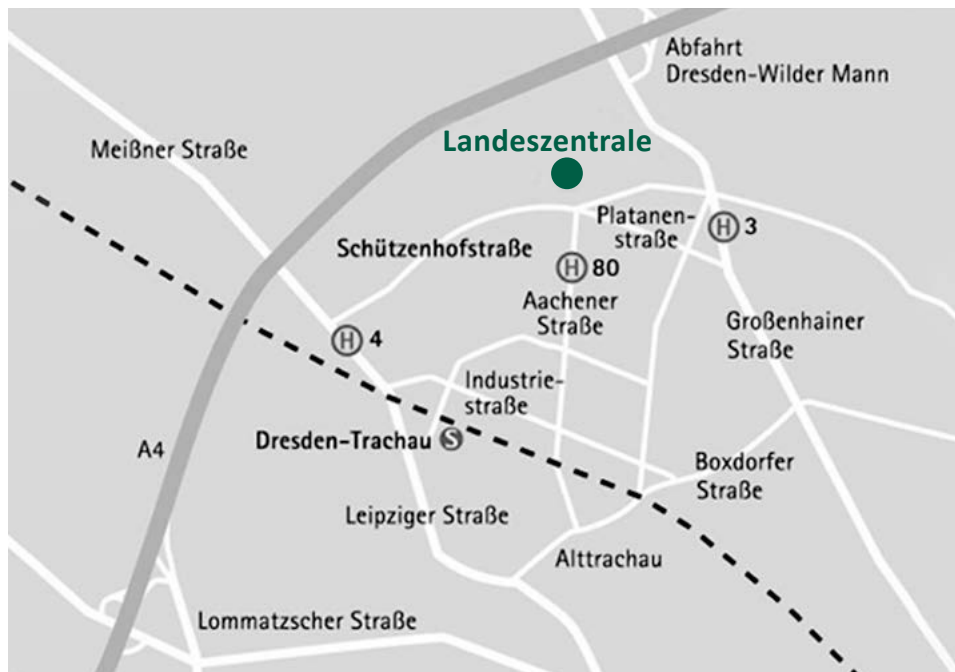 Abfahrt
Dresden-Wilder Mann
Landeszentrale
Meißner Straße
Platanen-
straße
H 3
Schützenhofstraße
H 80
Aachener
Straße
Großenhainer
Straße
H 4
Industrie-
straße
Dresden-Trachau S
A4
Boxdorfer
Straße
Leipziger Straße
Alttrachau
Lommatzscher Straße